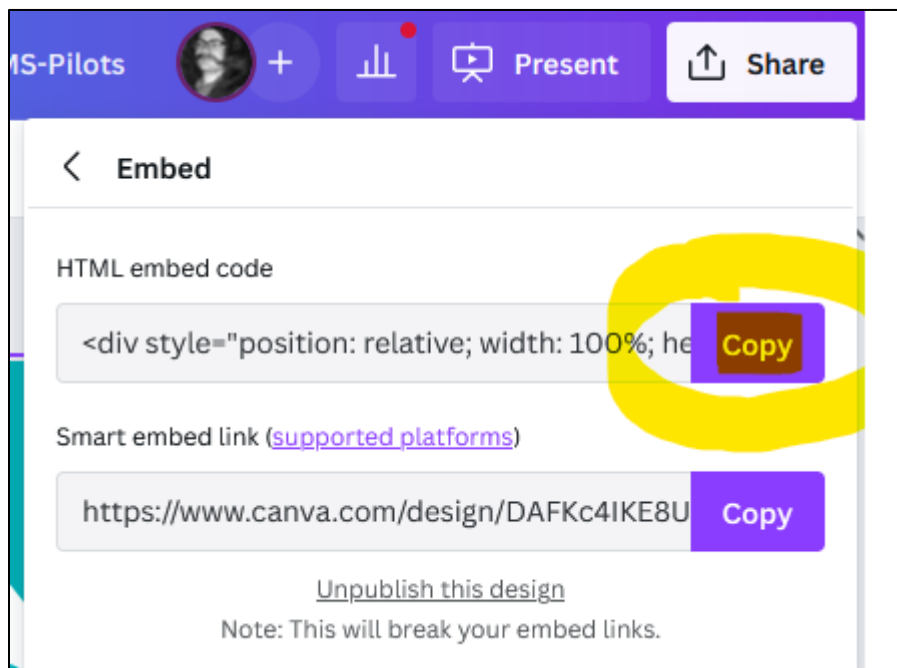 MS-Pilots + Present Share
Embed
HTML embed code
<div style="position: relative; width: 100%; he Copy
Smart embed link (supported platforms)
https://www.canva.com/design/DAFKc4IKE8U Copy
Unpublish this design
Note: This will break your embed links.